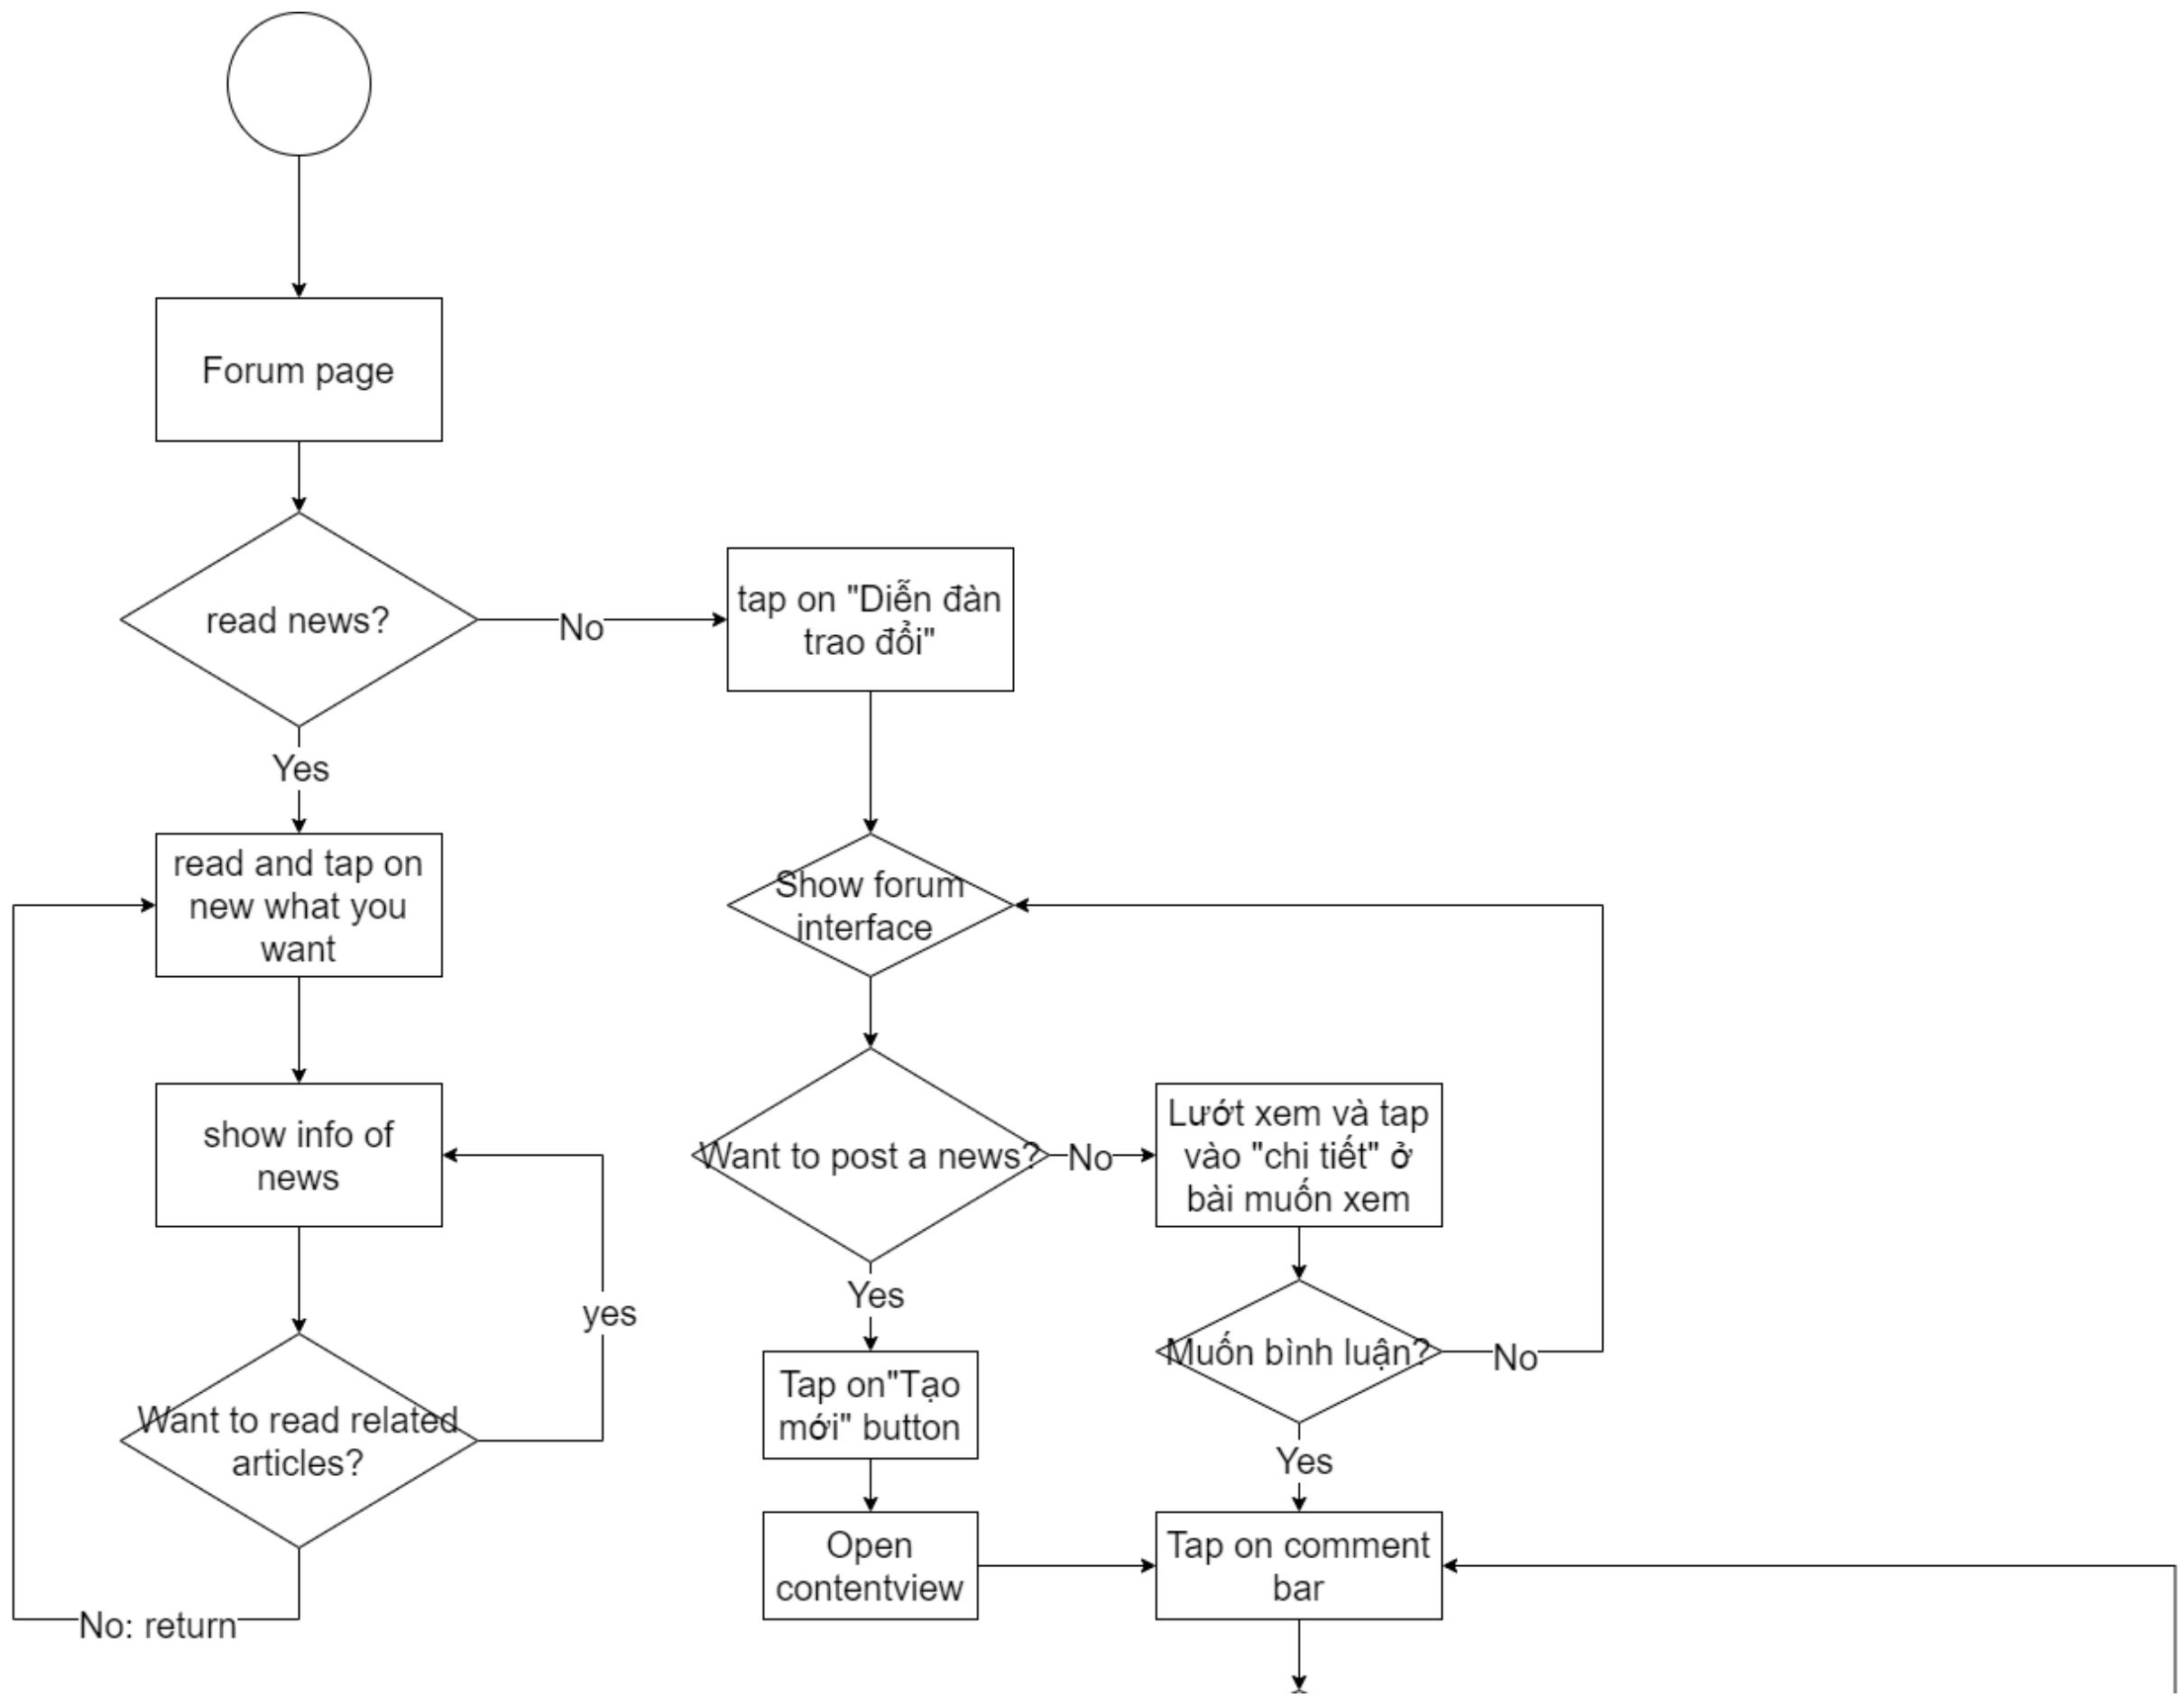 Forum page
read news?
No
tap on "Diễn đàn
trao đổi"
Yes
read and tap on
new what you
want
Show forum
interface
show info of
news
Want to post a news?
No
Lướt xem và tap
vào "chi tiết" ở
bài muốn xem
yes
Yes
Muốn bình luận?
No
Want to read related
articles?
Tap on"Tạo
mới" button
Yes
Open
contentview
Tap on comment
bar
No: return